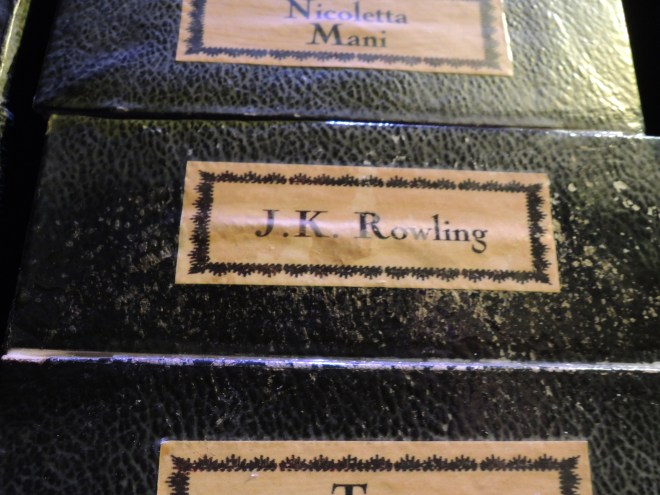 Nicoletta
Mani
J.K. Rowling
T